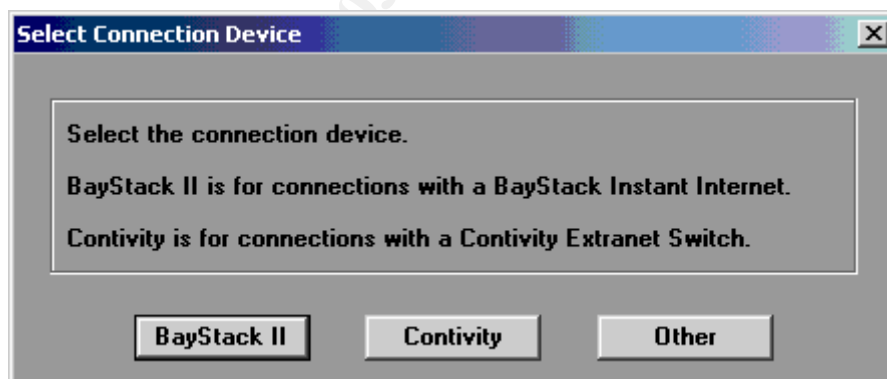 Select Connection Device
Select the connection device.
BayStack II is for connections with a BayStack Instant Internet.
Contivity is for connections with a Contivity Extranet Switch.
BayStack II
Contivity
Other